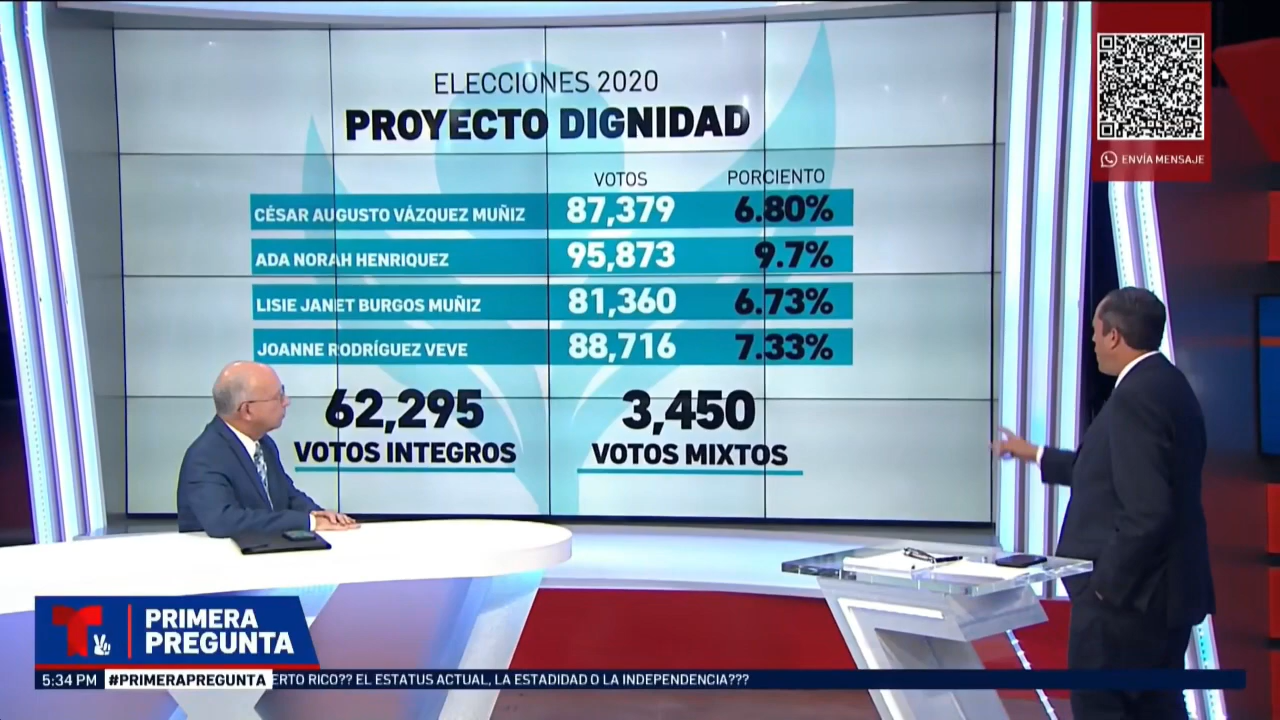 ELECCIONES 2020
PROYECTO DIGNIDAD
VOTOS PORCIENTO
CÉSAR AUGUSTO VÁZQUEZ MUÑIZ 87,379 6.80%
ADA NORAH HENRIQUEZ 95,873 9.7%
LISIE JANET BURGOS MUÑIZ 81,360 6.73%
JOANNE RODRÍGUEZ VEVE 88,716 7.33%
62,295 3,450
VOTOS INTEGROS VOTOS MIXTOS
ENVÍA MENSAJE
PRIMERA
PREGUNTA
5:34 PM #PRIMERAPREGUNTA ERTO RICO?? EL ESTATUS ACTUAL, LA ESTADIDAD O LA INDEPENDENCIA???